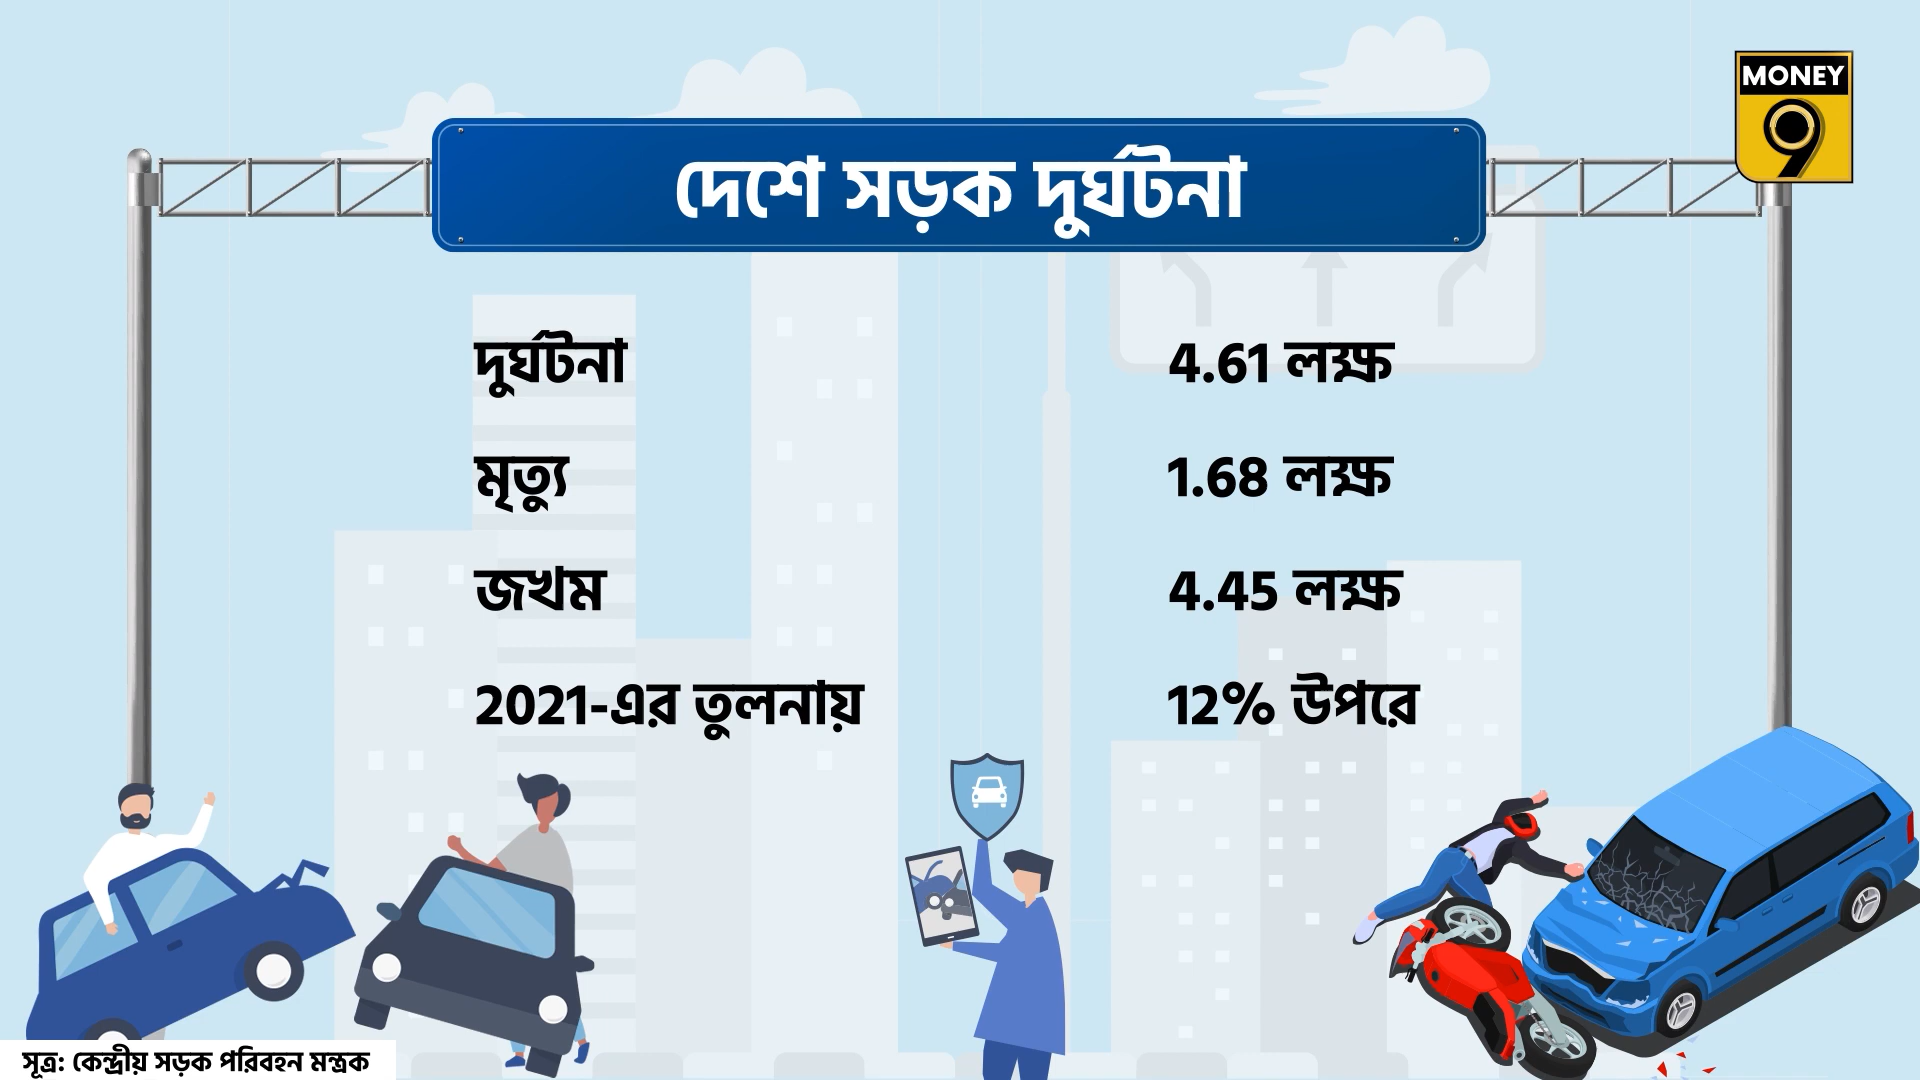 MONEY
9
দেশে সড়ক দুর্ঘটনা
দুর্ঘটনা 4.61 লক্ষ
মৃত্যু 1.68 লক্ষ
জখম 4.45 লক্ষ
2021-এর তুলনায় 12% উপরে
সূত্র: কেন্দ্রীয় সড়ক পরিবহন মন্ত্রক